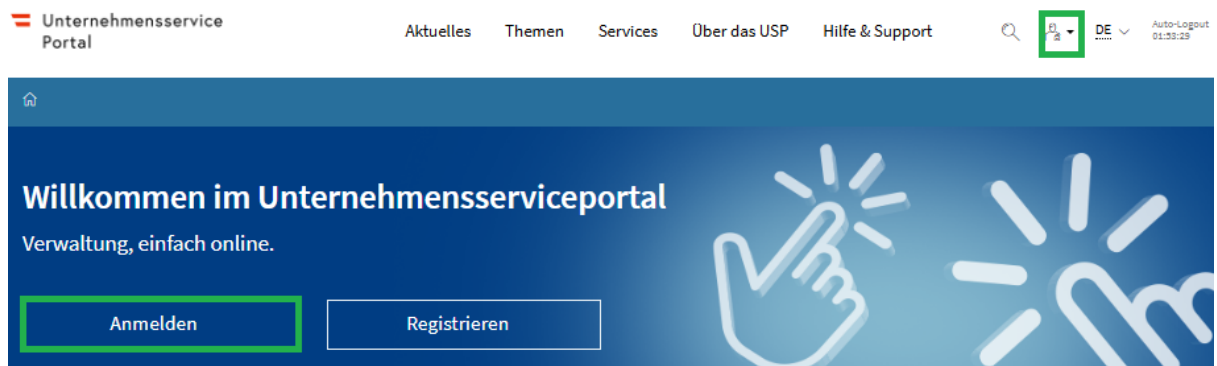 Unternehmensservice
Portal
Aktuelles Themen Services Über das USP Hilfe & Support DE Auto-Logout
01:53:29
Willkommen im Unternehmensserviceportal
Verwaltung, einfach online.
Anmelden Registrieren